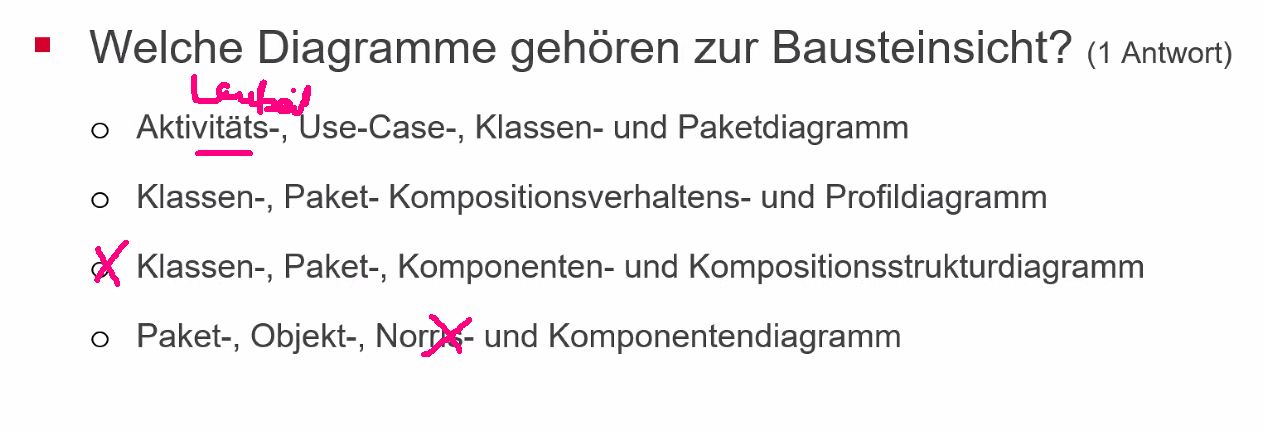 Welche Diagramme gehören zur Bausteinsicht? (1 Antwort)
Laufzeit
Aktivitäts-, Use-Case-, Klassen- und Paketdiagramm
Klassen-, Paket- Kompositionsverhaltens- und Profildiagramm
Klassen-, Paket-, Komponenten- und Kompositionsstrukturdiagramm
Paket-, Objekt-, Norris- und Komponentendiagramm